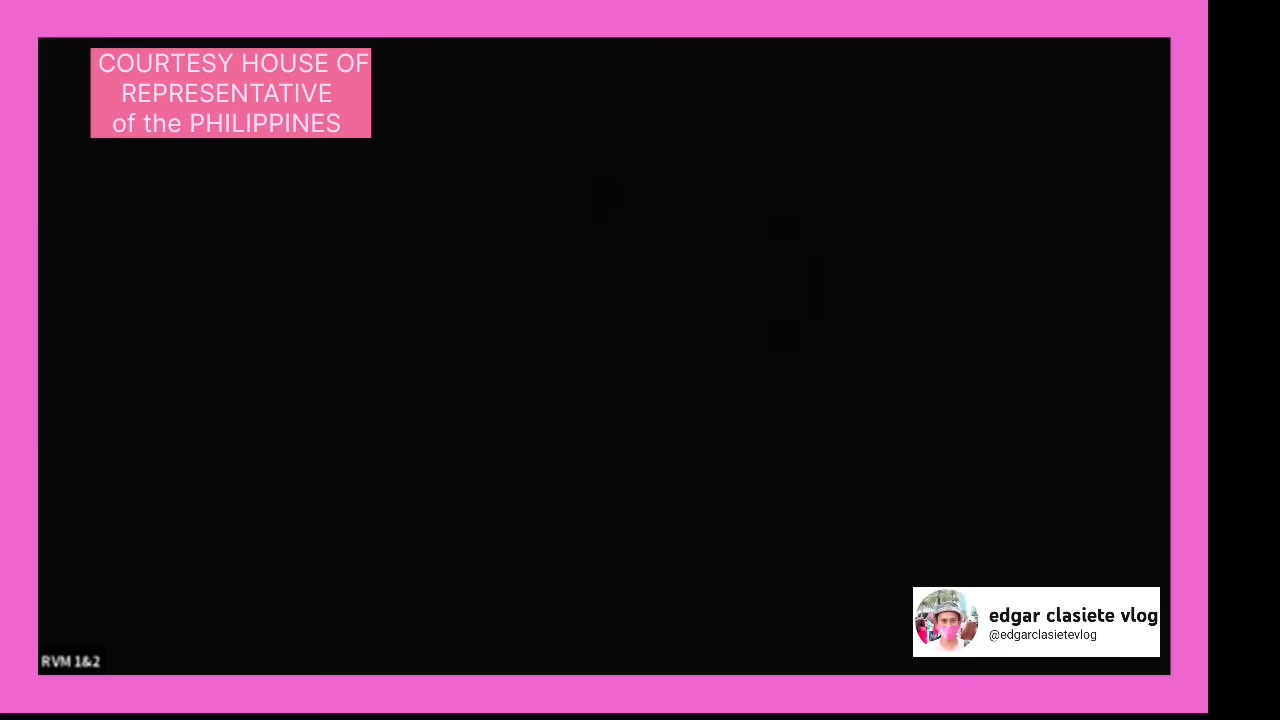 COURTESY HOUSE OF
REPRESENTATIVE
of the PHILIPPINES
edgar clasiete vlog
@edgarclasietevlog
RVM 1&2